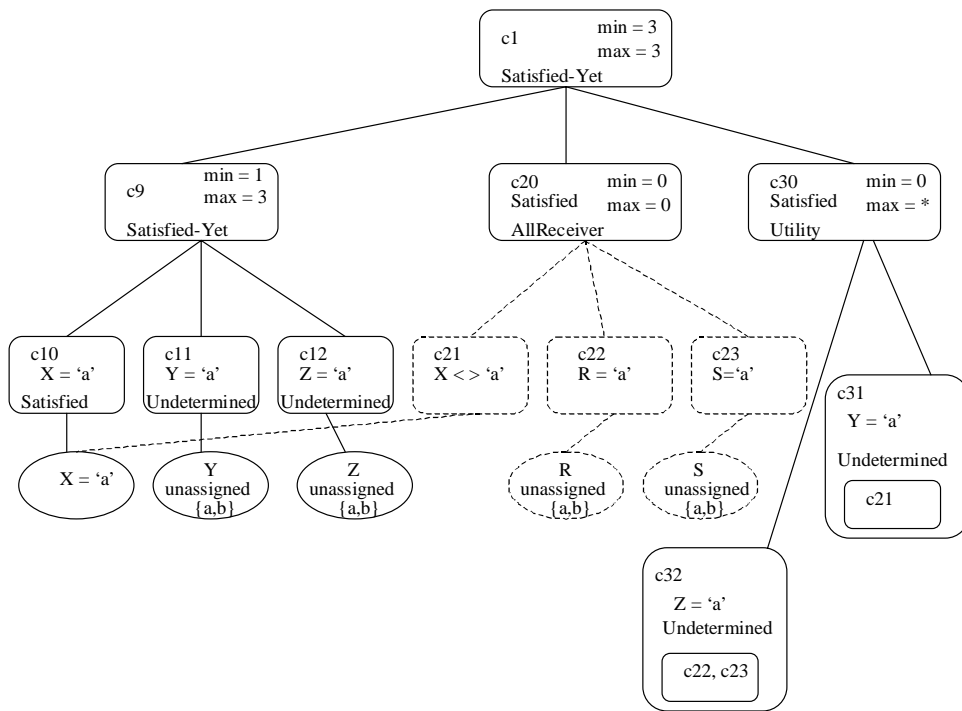 c1
min = 3
max = 3
Satisfied-Yet
c9
min = 1
max = 3
Satisfied-Yet
c20
min = 0
Satisfied
max = 0
AllReceiver
c30
min = 0
Satisfied
max = *
Utility
c10
X = ‘a’
Satisfied
c11
Y = ‘a’
Undetermined
c12
Z = ‘a’
Undetermined
c21
X < > ‘a’
c22
R = ‘a’
c23
S=‘a’
c31
Y = ‘a’
Undetermined
c21
X = ‘a’
Y
unassigned
{a,b}
Z
unassigned
{a,b}
R
unassigned
{a,b}
S
unassigned
{a,b}
c32
Z = ‘a’
Undetermined
c22, c23